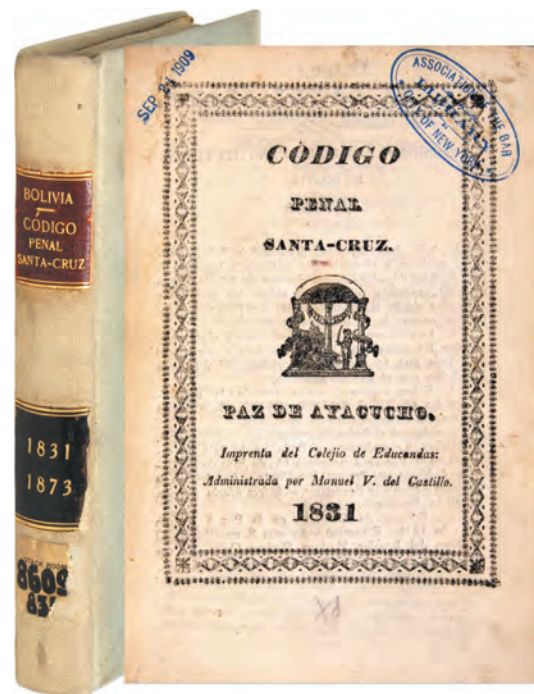 BOLIVIA
CÓDIGO
PENAL
SANTA-CRUZ
1831
1873
SEP 24 1909
ASSOCIATION OF THE BAR
LIBRARY
OF NEW YORK
CÓDIGO
PENAL
SANTA-CRUZ.
PAZ DE AYACUCHO.
Imprenta del Colejio de Educandas:
Administrada por Manuel V. del Castillo.
1831